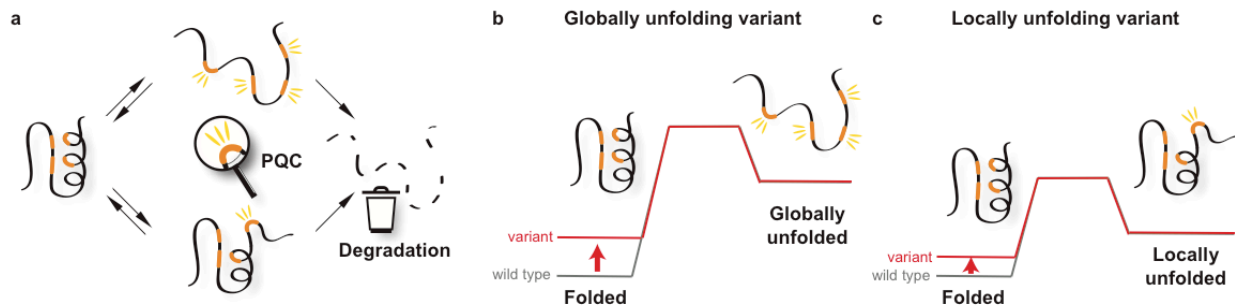 a
PQC
Degradation
b
Globally unfolding variant
variant
wild type
Folded
Globally
unfolded
c
Locally unfolding variant
variant
wild type
Folded
Locally
unfolded